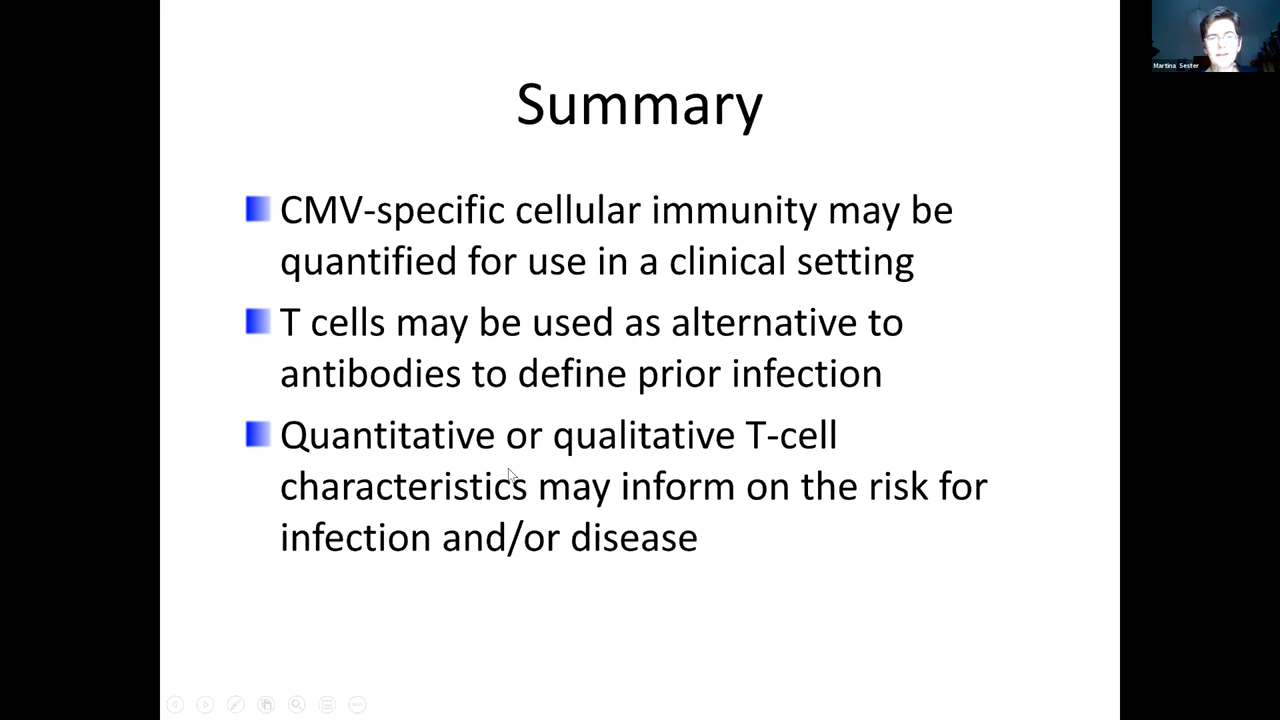 Martina Sester
Summary
CMV-specific cellular immunity may be
quantified for use in a clinical setting
T cells may be used as alternative to
antibodies to define prior infection
Quantitative or qualitative T-cell
characteristics may inform on the risk for
infection and/or disease